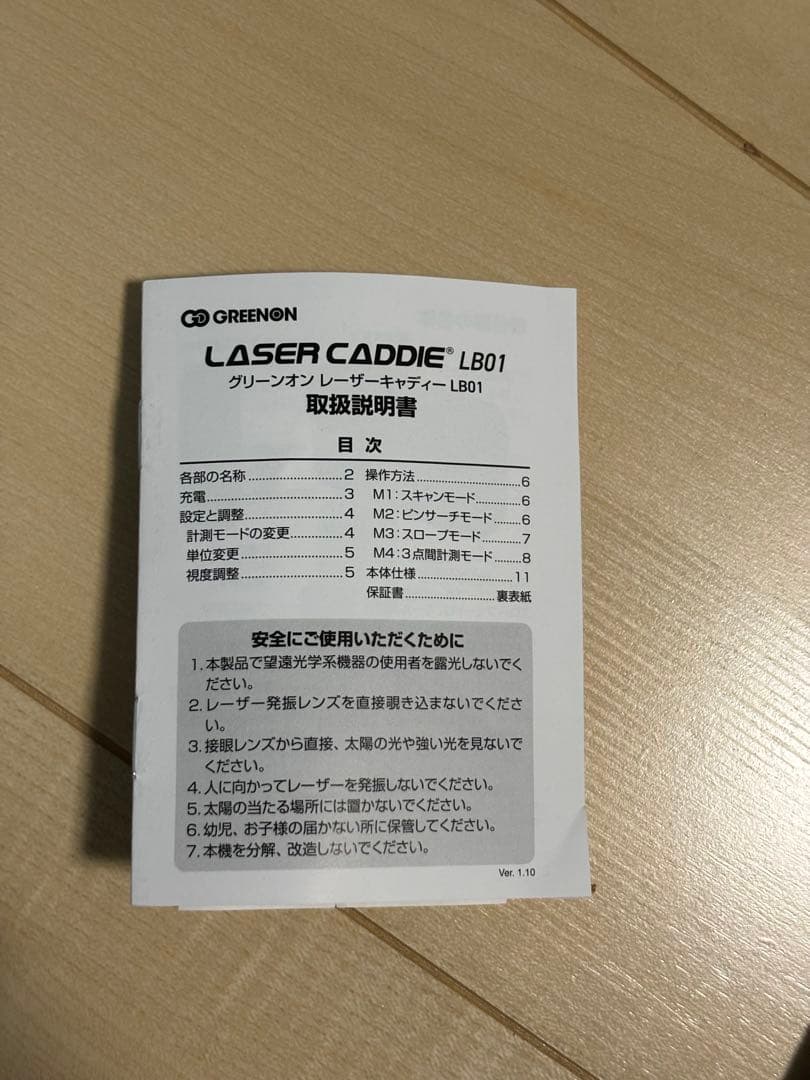 GREENON
LASER CADDIE® LB01
グリーンオン レーザーキャディー LB01
取扱説明書
目 次
各部の名称 ........................ 2
充電 .................................. 3
設定と調整 ........................ 4
計測モードの変更 ............. 4
単位変更 .......................... 5
視度調整 .......................... 5
操作方法 .......................... 6
M1：スキャンモード .......... 6
M2：ピンサーチモード ....... 6
M3：スロープモード .......... 7
M4：3点間計測モード ....... 8
本体仕様 .......................... 11
保証書 ...................... 裏表紙
安全にご使用いただくために
1. 本製品で望遠光学系機器の使用者を露光しないでく
ださい。
2. レーザー発振レンズを直接覗き込まないでくださ
い。
3. 接眼レンズから直接、太陽の光や強い光を見ないで
ください。
4. 人に向かってレーザーを発振しないでください。
5. 太陽の当たる場所には置かないでください。
6. 幼児、お子様の届かない所に保管してください。
7. 本機を分解、改造しないでください。
Ver. 1.10